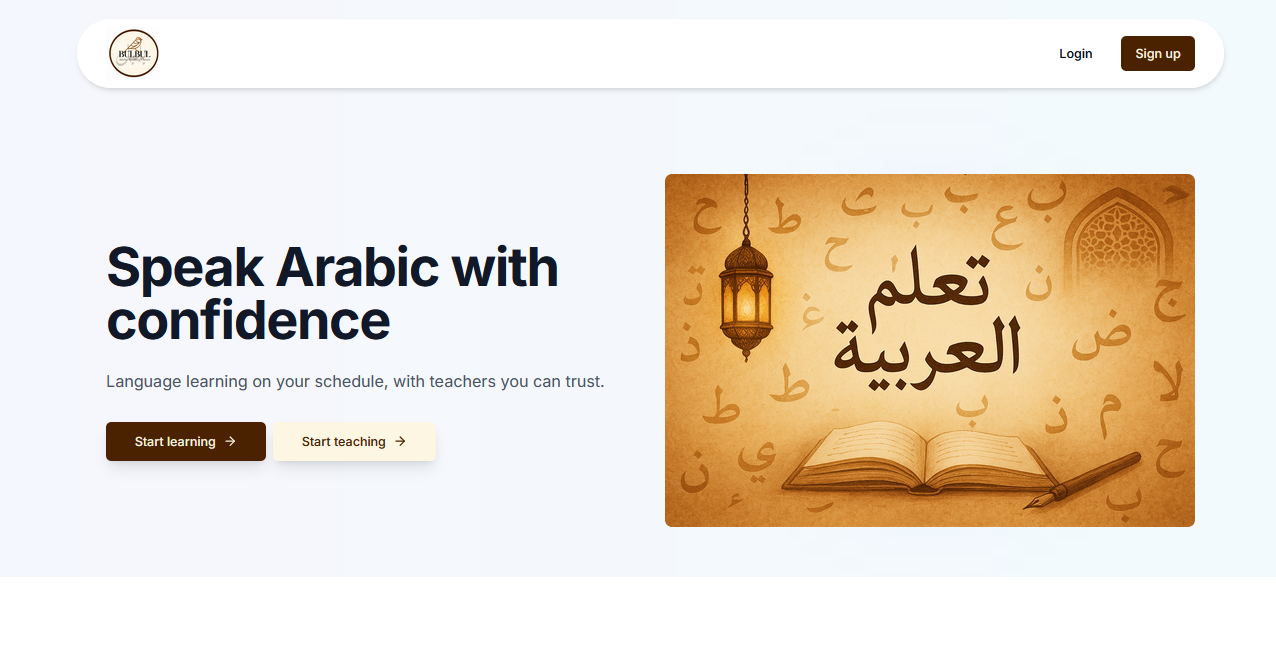 BULBUL
Login
Sign up
Speak Arabic with
confidence
Language learning on your schedule, with teachers you can trust.
Start learning →
Start teaching →
تعلم
العربية